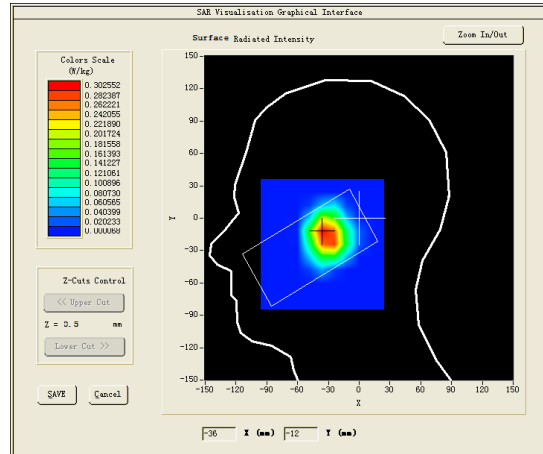 SAR Visualisation Graphical Interface
Surface Radiated Intensity
Zoom In/Out
Colors Scale
(W/kg)
0.302552
0.282387
0.262221
0.242055
0.221890
0.201724
0.181558
0.161393
0.141227
0.121061
0.100896
0.080730
0.060565
0.040399
0.020233
0.000068
150
120
90
60
30
0
-30
-60
-90
-120
-150
Y
-150 -120 -90 -60 -30 0 30 60 90 120 150
X
Z-Cuts Control
<< Upper Cut
Z = 0.5 mm
Lower Cut >>
SAVE Cancel
-36 X (mm) -12 Y (mm)